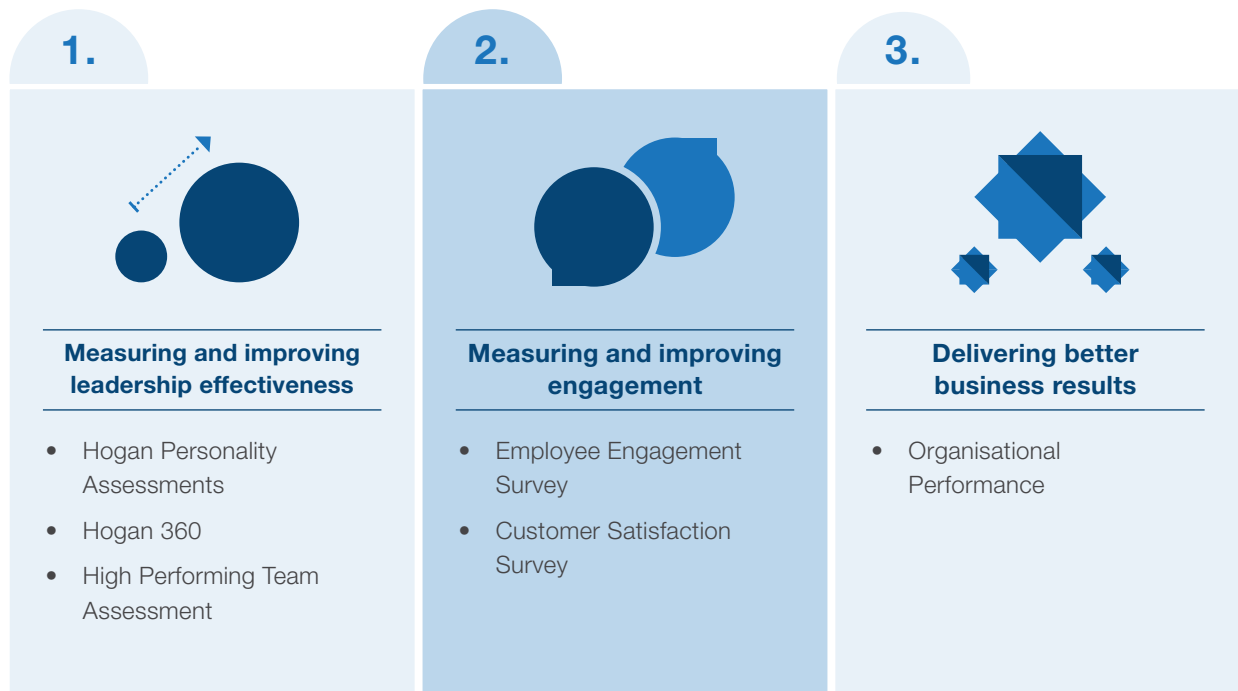 1.
Measuring and improving
leadership effectiveness
• Hogan Personality
Assessments
• Hogan 360
• High Performing Team
Assessment
2.
Measuring and improving
engagement
• Employee Engagement
Survey
• Customer Satisfaction
Survey
3.
Delivering better
business results
• Organisational
Performance